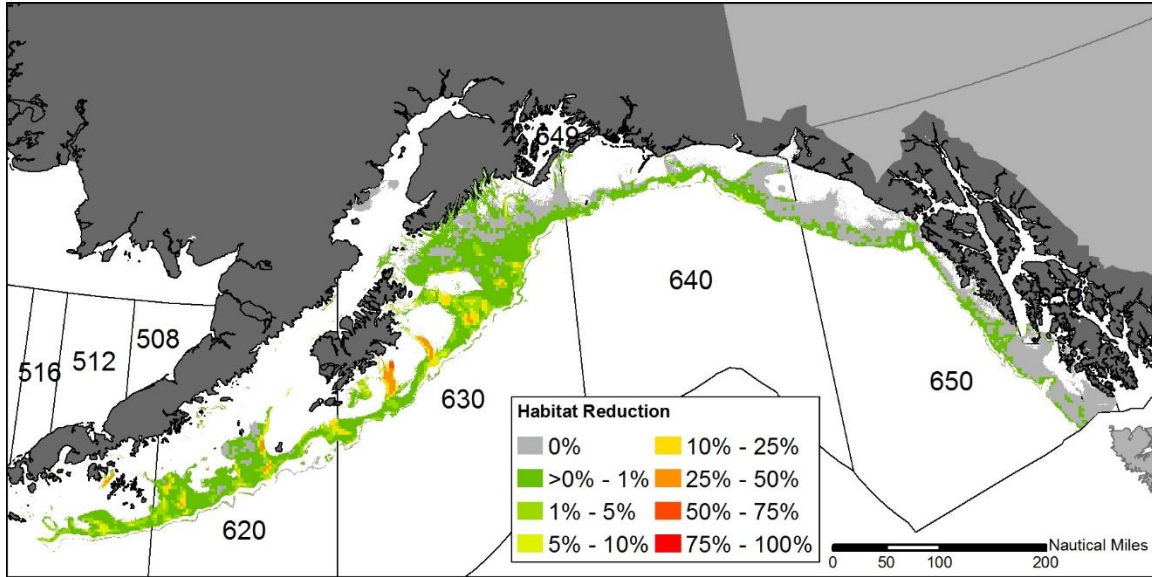 649
516
512
508
640
650
630
620
Habitat Reduction
0%
>0% - 1%
1% - 5%
5% - 10%
10% - 25%
25% - 50%
50% - 75%
75% - 100%
Nautical Miles
0 50 100 200